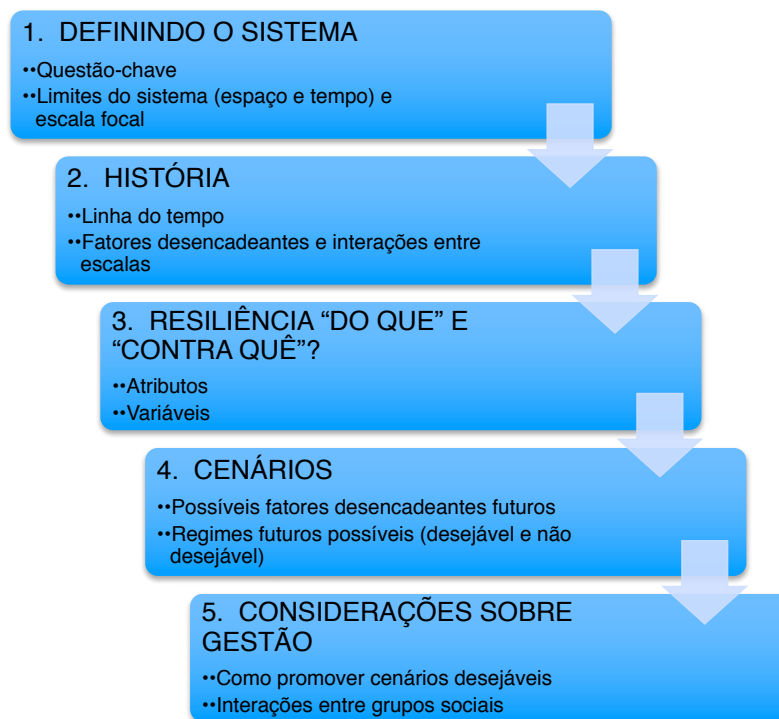 1. DEFININDO O SISTEMA
••Questão-chave
••Limites do sistema (espaço e tempo) e
escala focal
2. HISTÓRIA
••Linha do tempo
••Fatores desencadeantes e interações entre
escalas
3. RESILIÊNCIA “DO QUE” E
“CONTRA QUÊ”?
••Atributos
••Variáveis
4. CENÁRIOS
••Possíveis fatores desencadeantes futuros
••Regimes futuros possíveis (desejável e não
desejável)
5. CONSIDERAÇÕES SOBRE
GESTÃO
••Como promover cenários desejáveis
••Interações entre grupos sociais